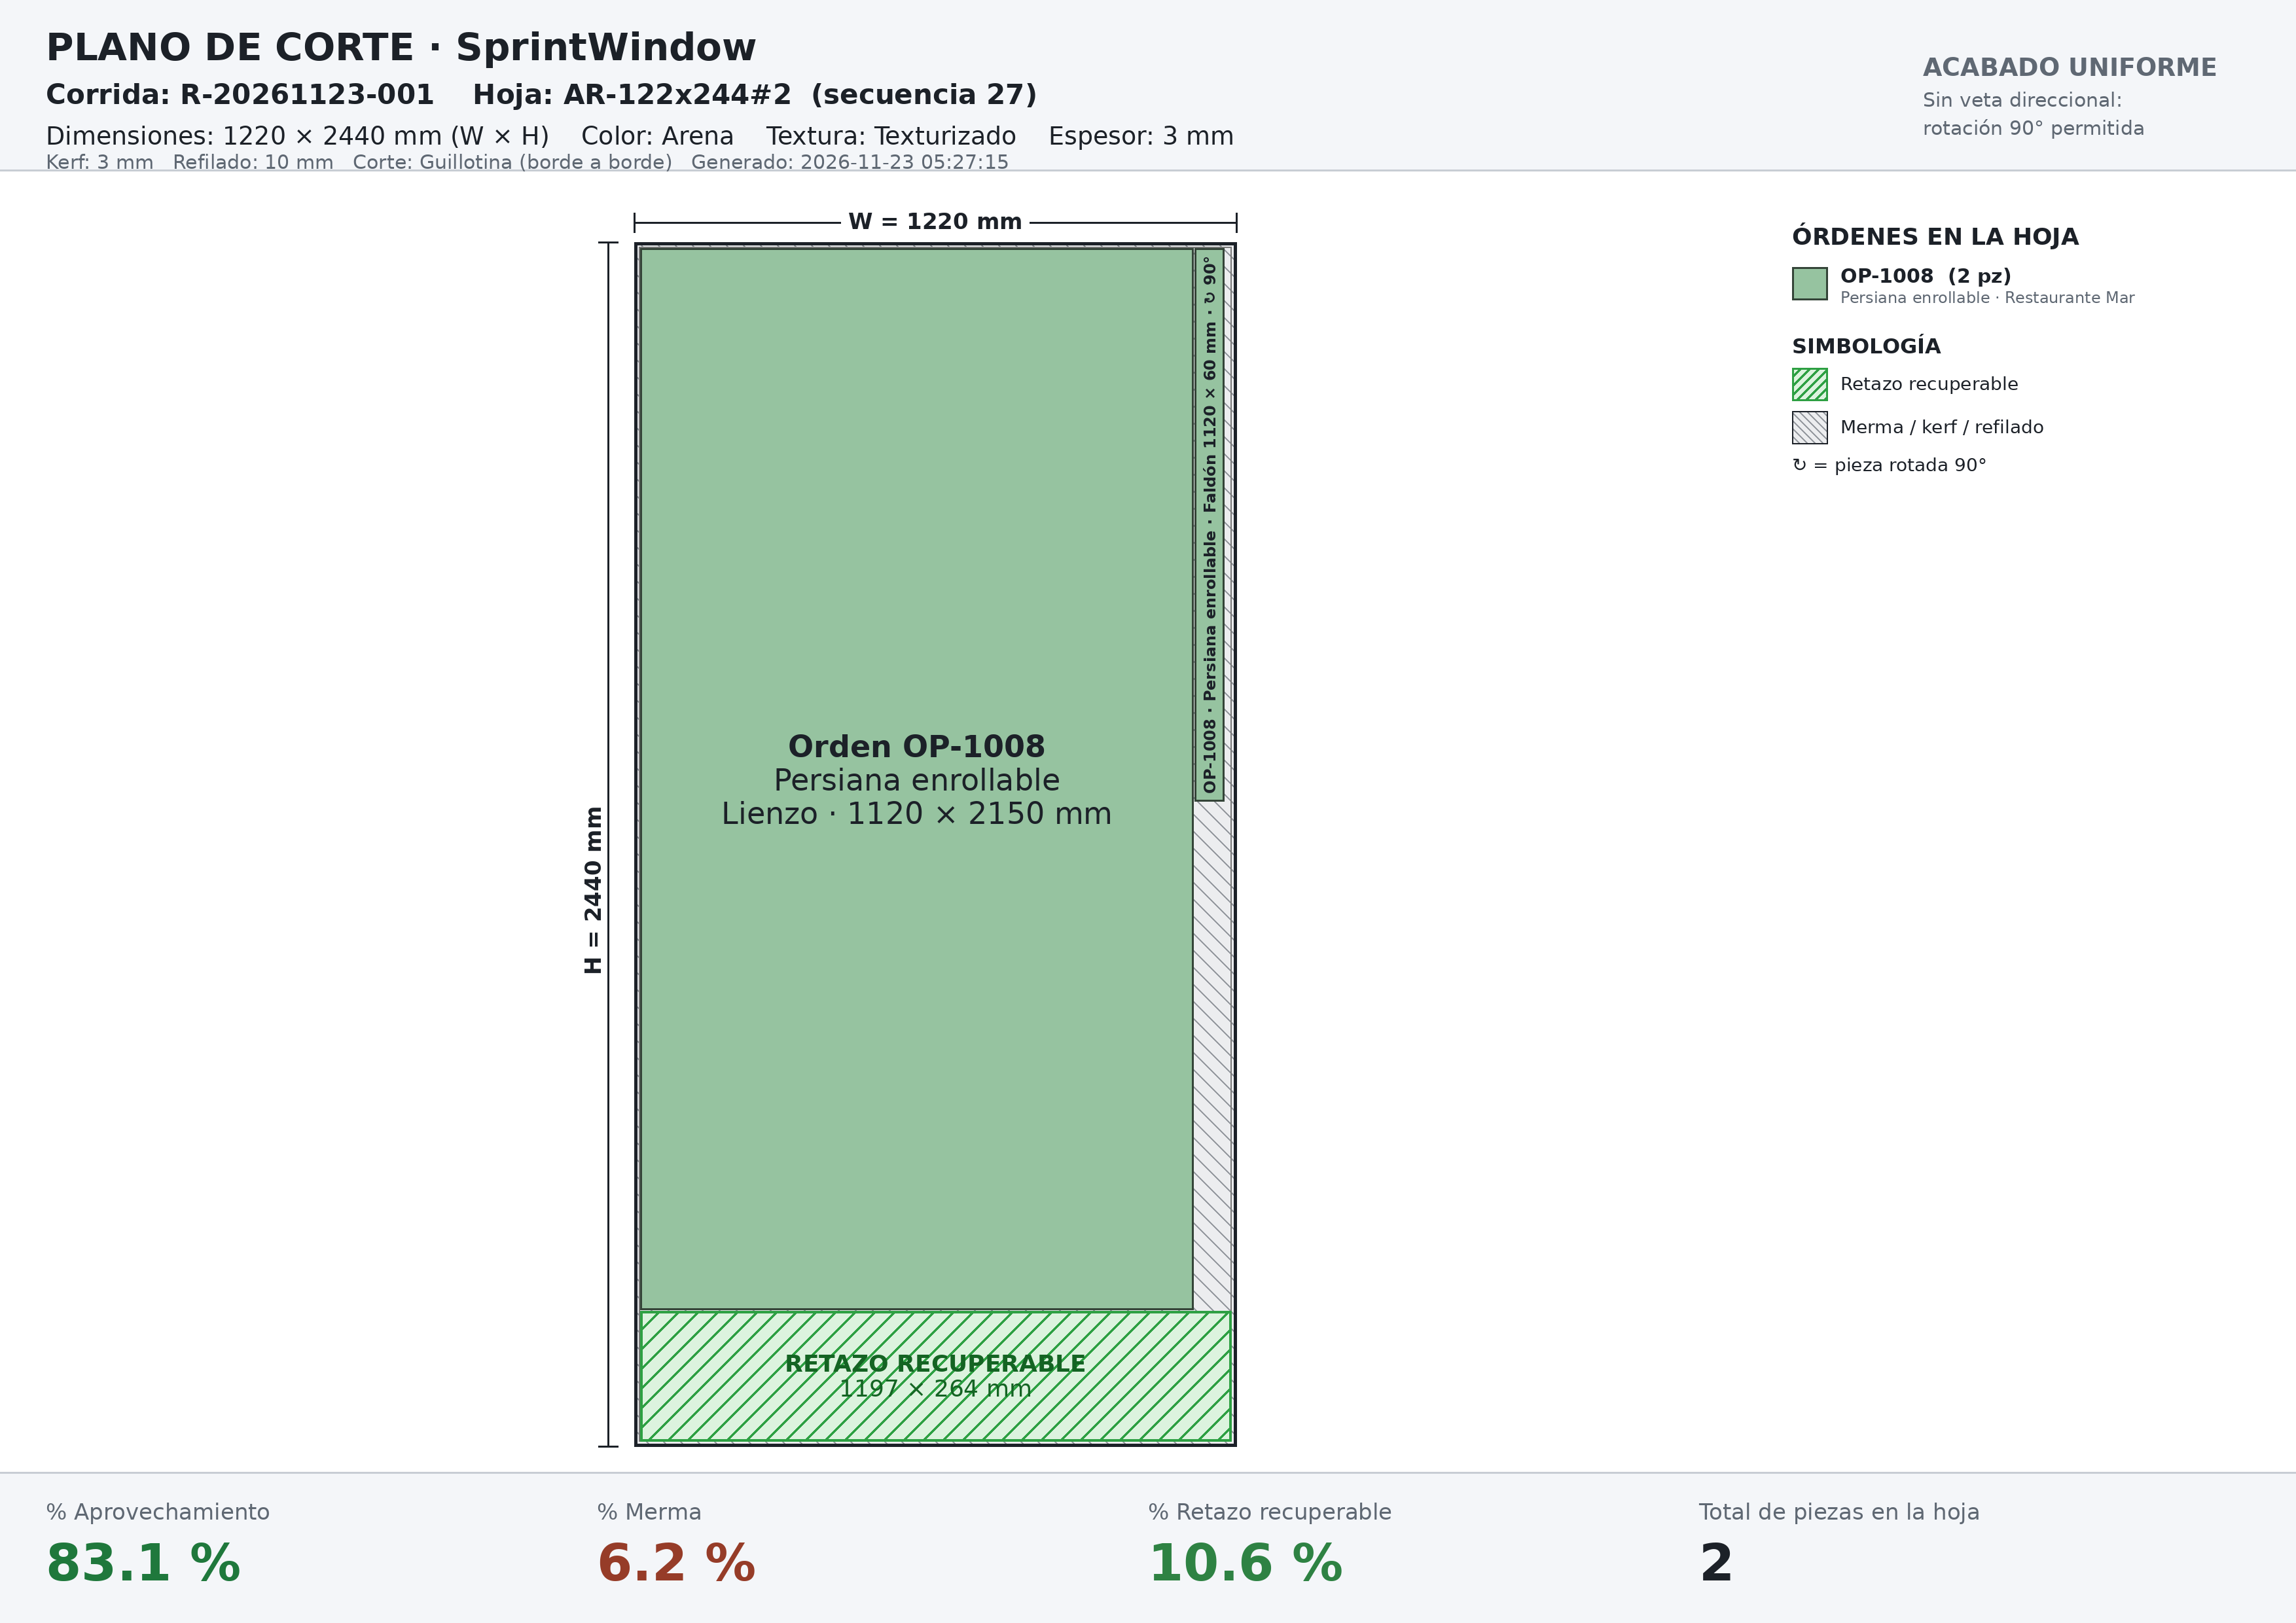 PLANO DE CORTE · SprintWindow
Corrida: R-20261123-001    Hoja: AR-122x244#2  (secuencia 27)
Dimensiones: 1220 × 2440 mm (W × H)    Color: Arena    Textura: Texturizado    Espesor: 3 mm
Kerf: 3 mm   Refilado: 10 mm   Corte: Guillotina (borde a borde)   Generado: 2026-11-23 05:27:15
ACABADO UNIFORME
Sin veta direccional:
rotación 90° permitida
W = 1220 mm
H = 2440 mm
Orden OP-1008
Persiana enrollable
Lienzo · 1120 × 2150 mm
OP-1008 · Persiana enrollable · Faldón 1120 × 60 mm · ↻ 90°
RETAZO RECUPERABLE
1197 × 264 mm
ÓRDENES EN LA HOJA
OP-1008  (2 pz)
Persiana enrollable · Restaurante Mar
SIMBOLOGÍA
Retazo recuperable
Merma / kerf / refilado
↻ = pieza rotada 90°
% Aprovechamiento
83.1 %
% Merma
6.2 %
% Retazo recuperable
10.6 %
Total de piezas en la hoja
2